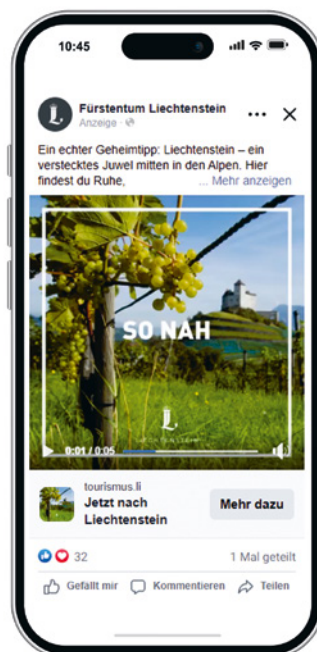 10:45
Fürstentum Liechtenstein
Anzeige
Ein echter Geheimtipp: Liechtenstein – ein
verstecktes Juwel mitten in den Alpen. Hier
findest du Ruhe, ... Mehr anzeigen
SO NAH
L
LIECHTENSTEIN
0:01 / 0:05
tourismus.li
Jetzt nach
Liechtenstein
Mehr dazu
32
1 Mal geteilt
Gefällt mir
Kommentieren
Teilen